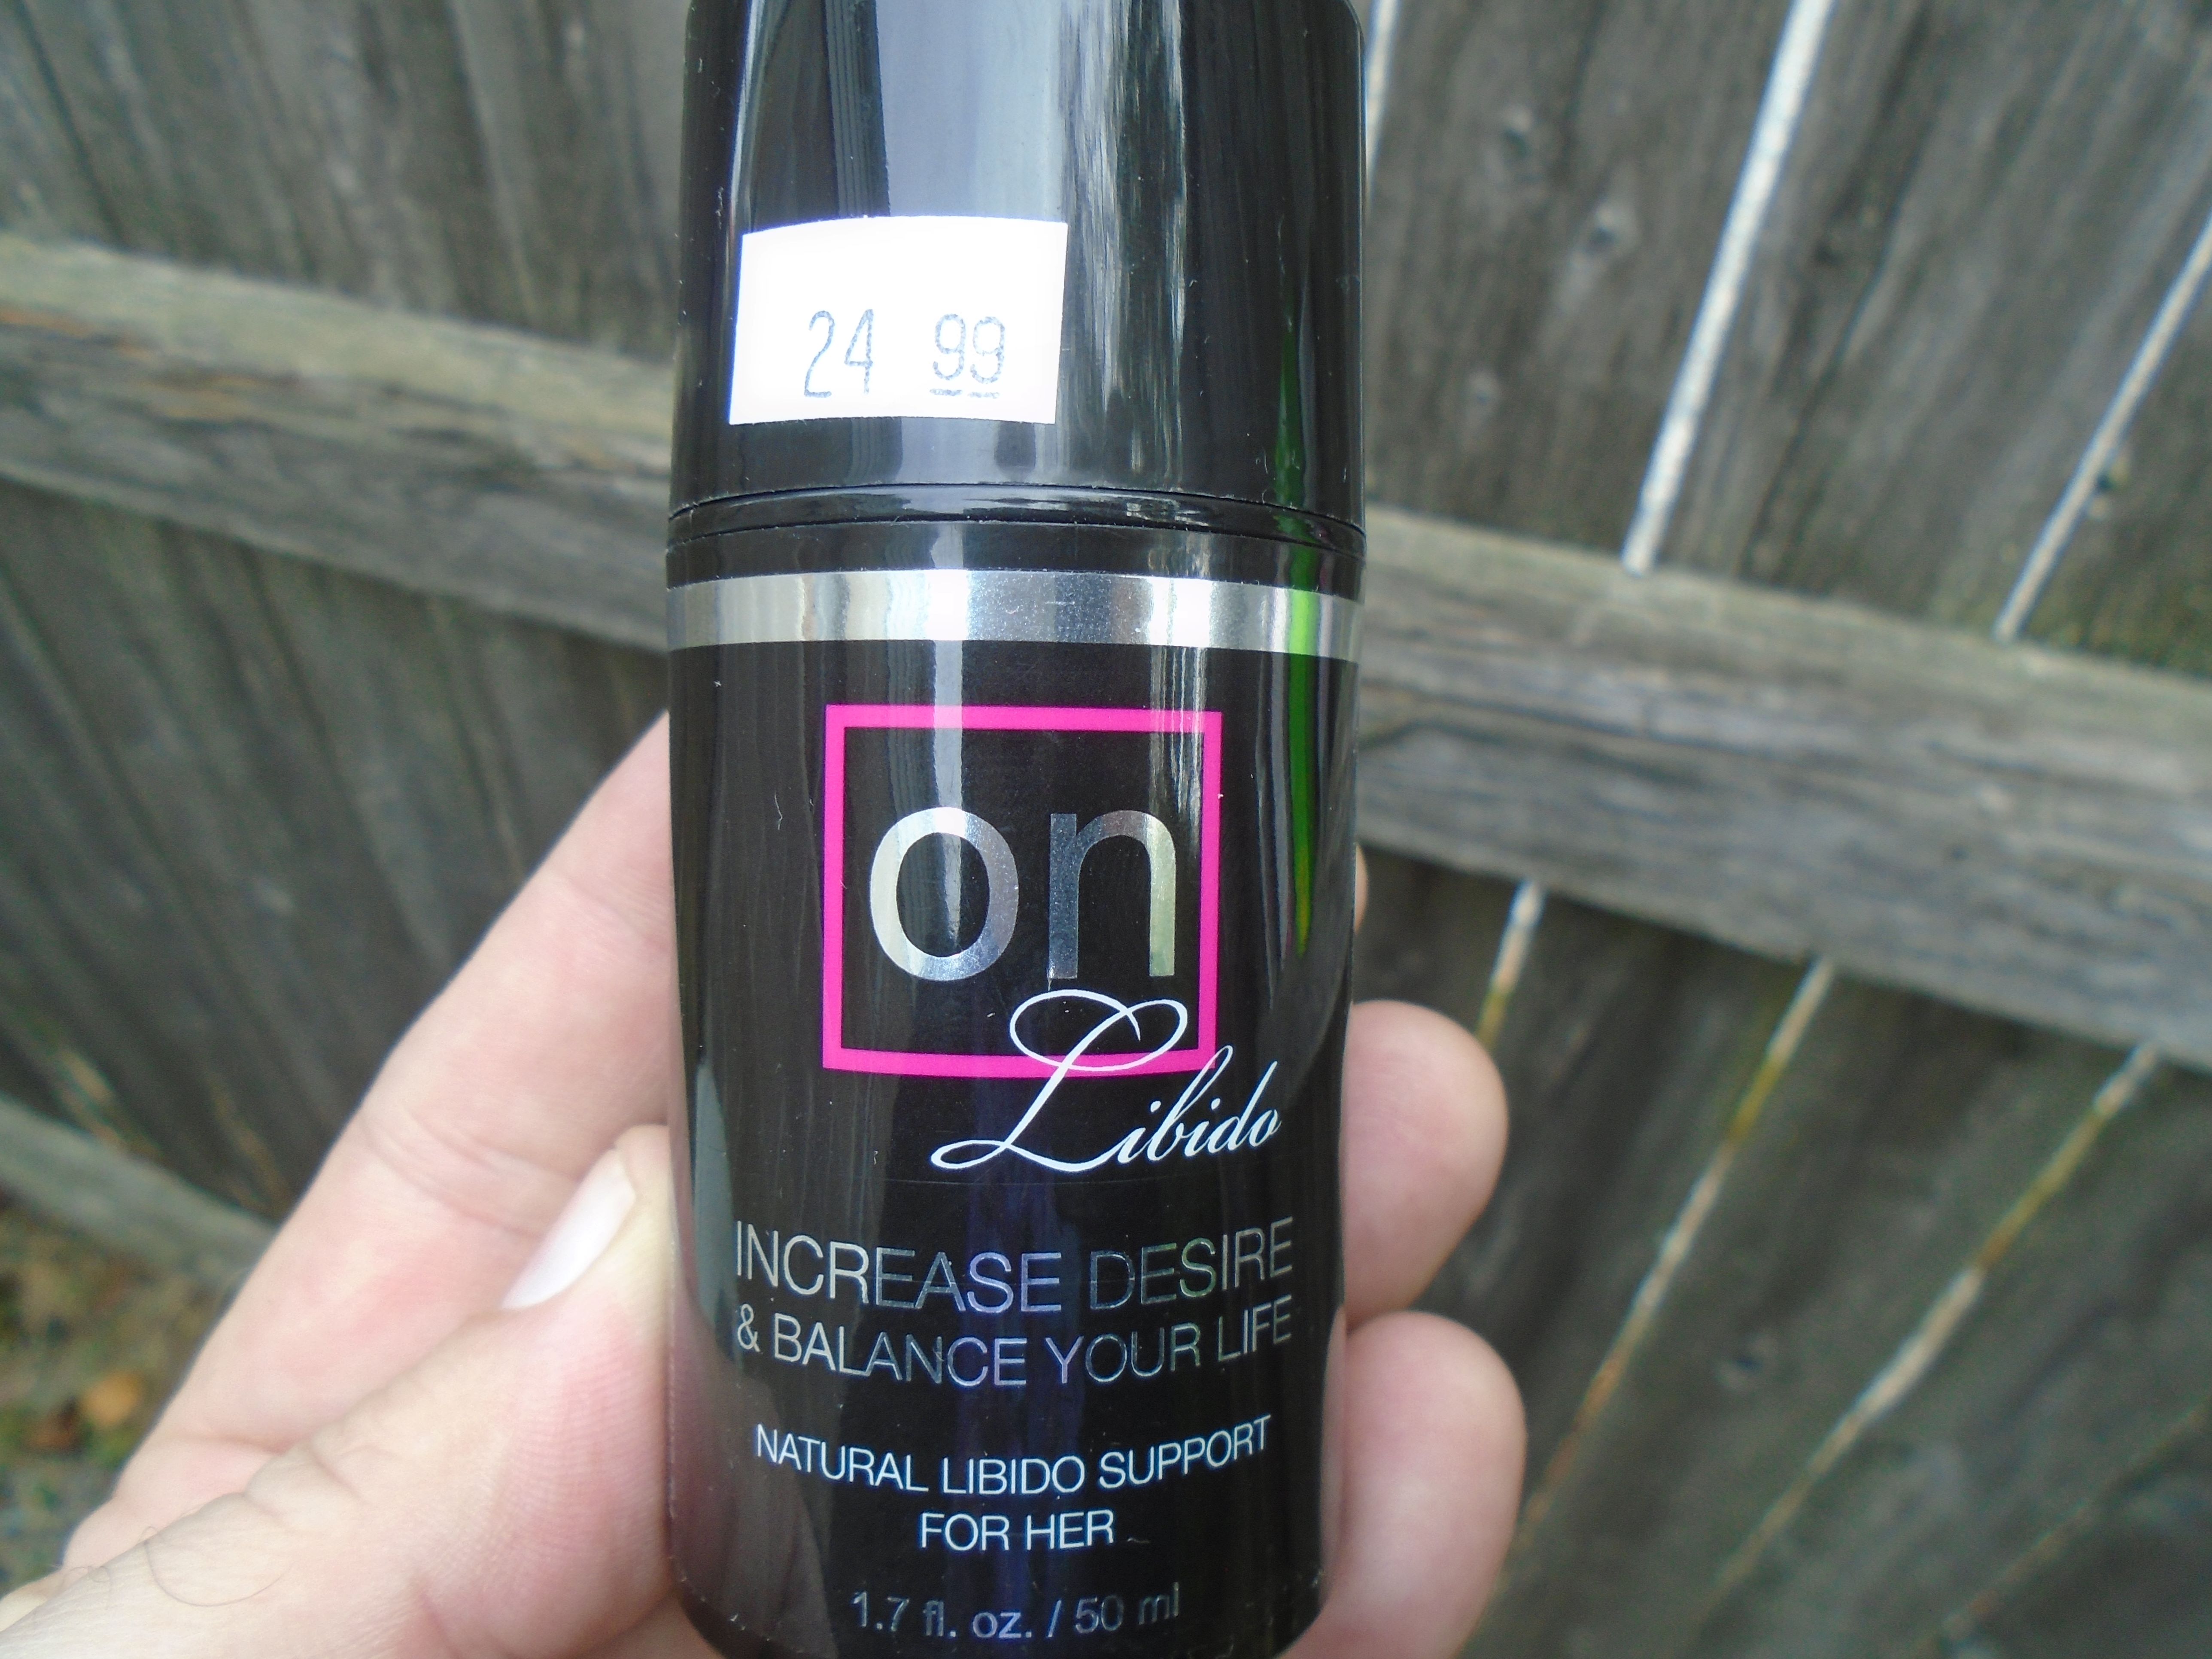 24 99
on
Libido
INCREASE DESIRE
& BALANCE YOUR LIFE
NATURAL LIBIDO SUPPORT
FOR HER
1.7 fl. oz. / 50 ml